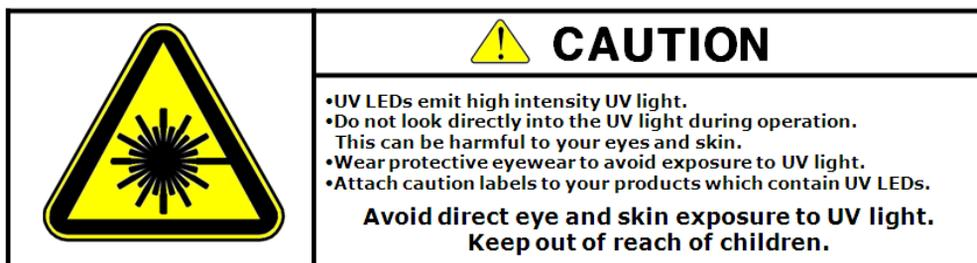 CAUTION
•UV LEDs emit high intensity UV light.
•Do not look directly into the UV light during operation.
This can be harmful to your eyes and skin.
•Wear protective eyewear to avoid exposure to UV light.
•Attach caution labels to your products which contain UV LEDs.
Avoid direct eye and skin exposure to UV light.
Keep out of reach of children.